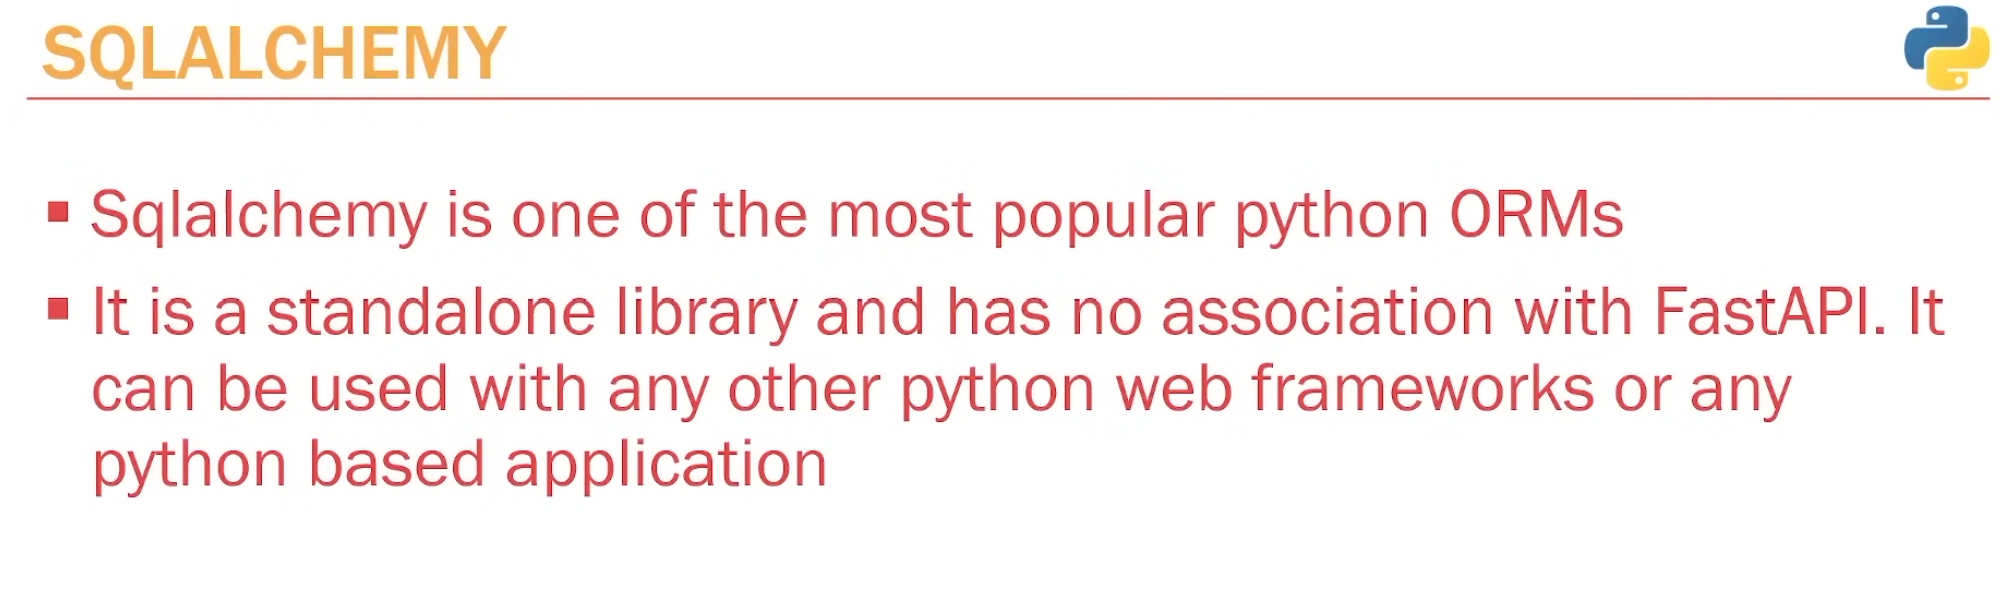 SQLALCHEMY
▪ Sqlalchemy is one of the most popular python ORMs
▪ It is a standalone library and has no association with FastAPI. It
can be used with any other python web frameworks or any
python based application